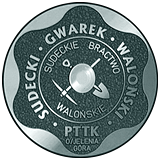 SUDECKI · GWAREK · WALOŃSKI
SUDECKIE BRACTWO
WALOŃSKIE
PTTK
O/JELENIA
GÓRA